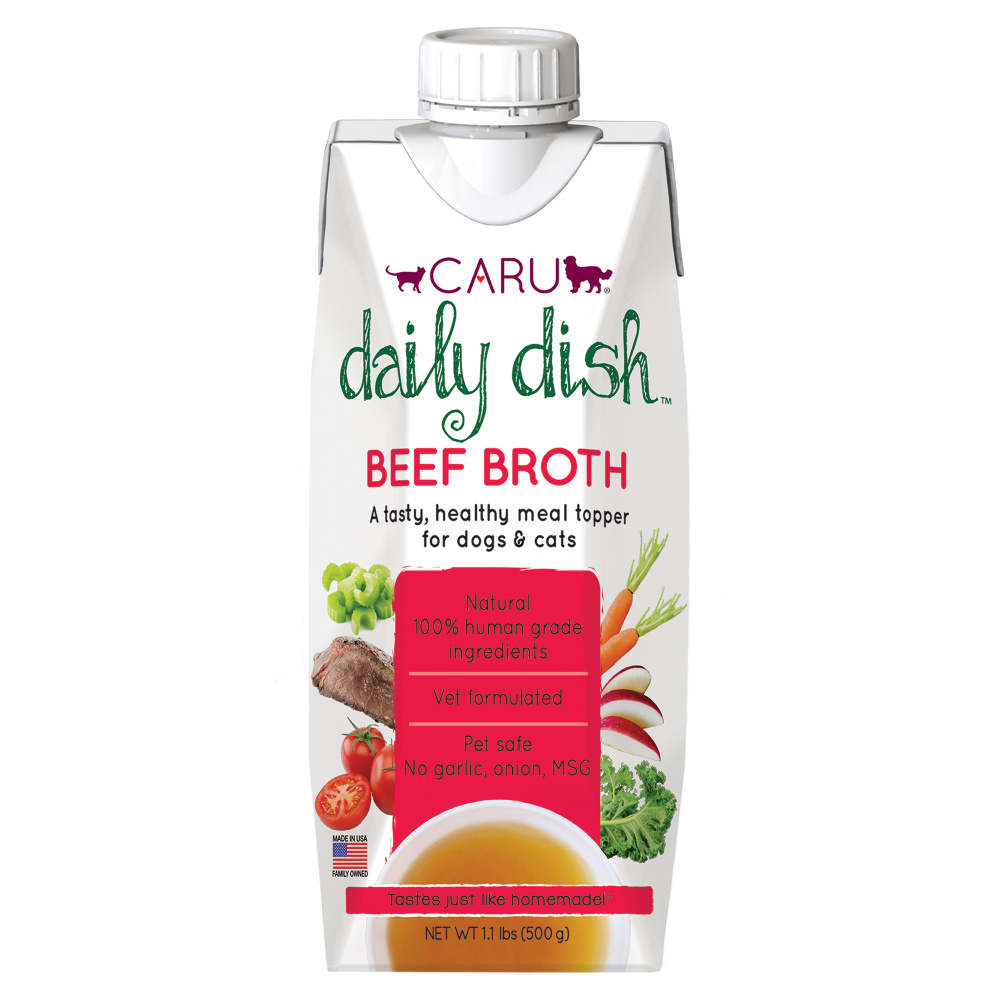 CARU®
daily dish™
BEEF BROTH
A tasty, healthy meal topper
for dogs & cats
Natural
100% human grade
ingredients
Vet formulated
Pet safe
No garlic, onion, MSG
MADE IN USA
FAMILY OWNED
Tastes just like homemade!™
NET WT 1.1 lbs (500 g)